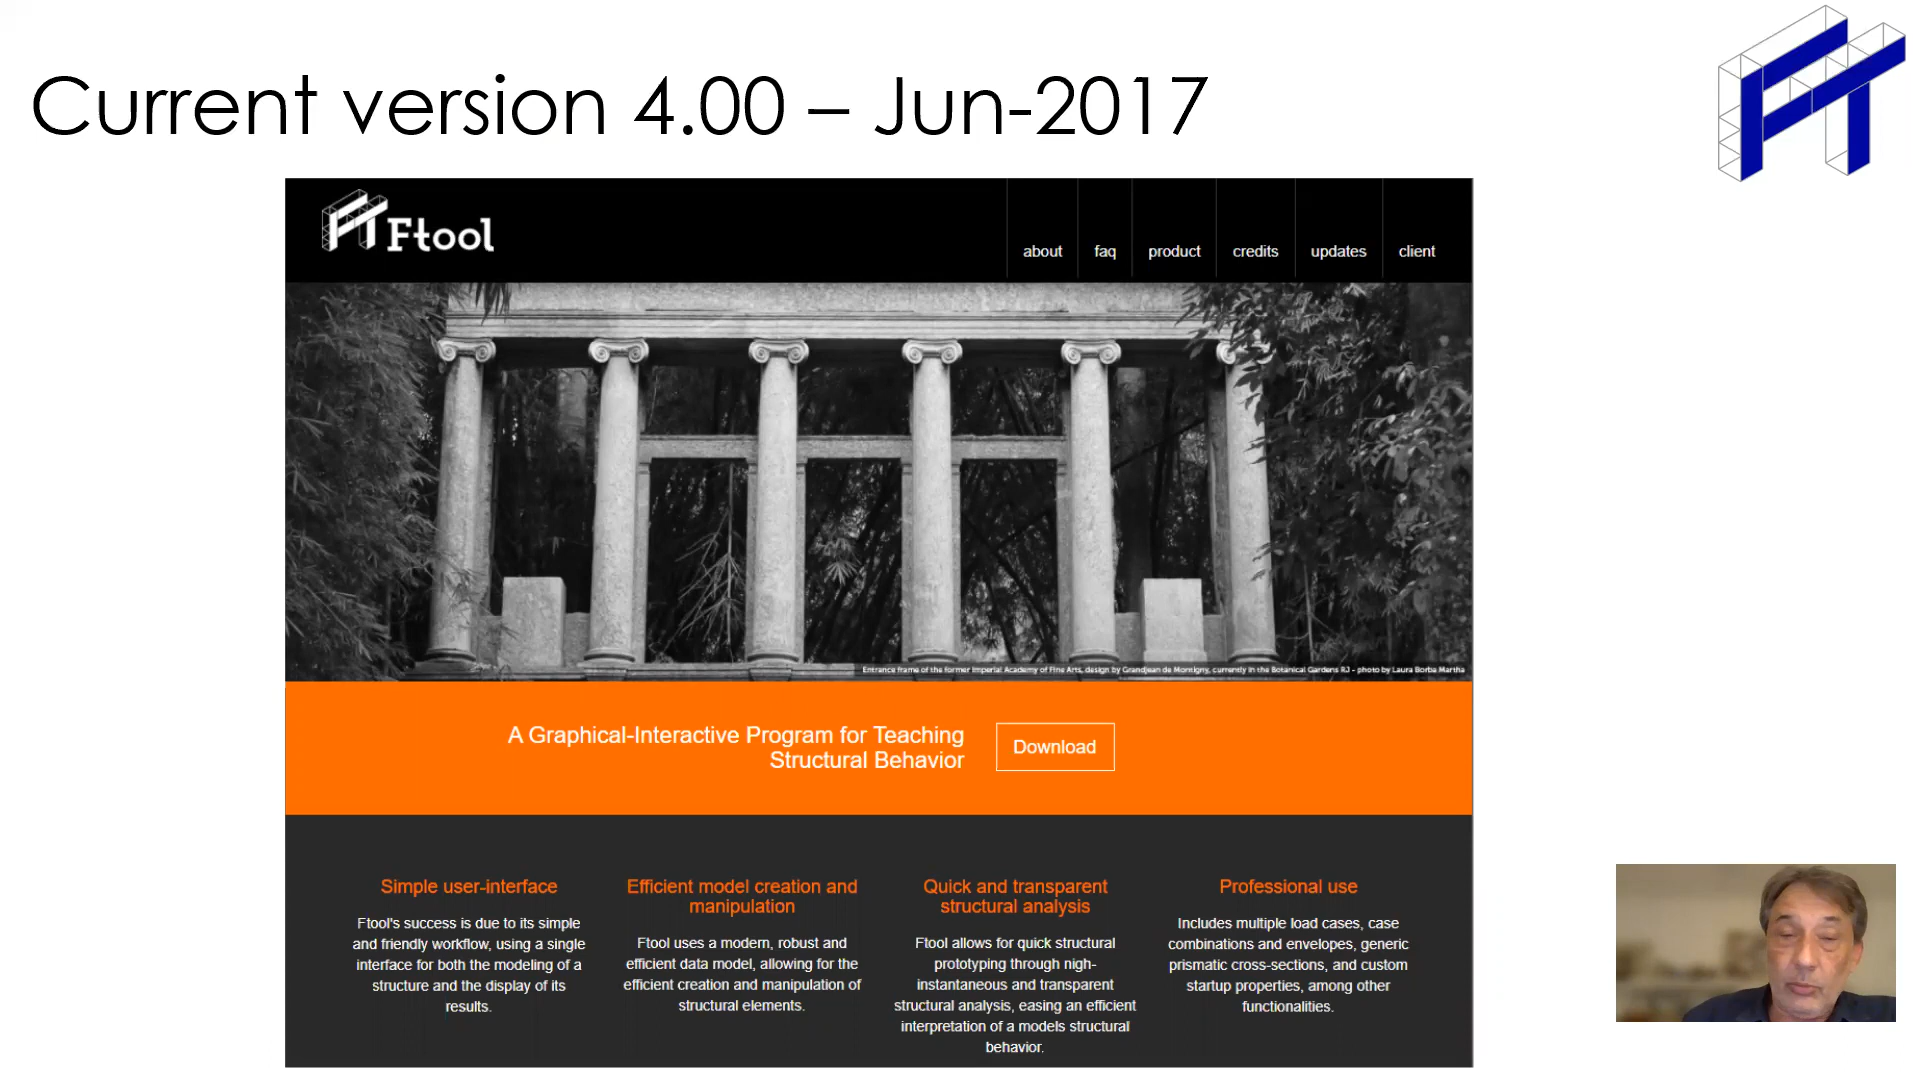 Current version 4.00 – Jun-2017
Ftool
about
faq
product
credits
updates
client
Entrance frame of the former Imperial Academy of Fine Arts, design by Grandjean de Montigny, currently in the Botanical Gardens RJ - photo by Laura Borba Martha
A Graphical-Interactive Program for Teaching
Structural Behavior
Download
Simple user-interface
Ftool's success is due to its simple
and friendly workflow, using a single
interface for both the modeling of a
structure and the display of its
results.
Efficient model creation and
manipulation
Ftool uses a modern, robust and
efficient data model, allowing for the
efficient creation and manipulation of
structural elements.
Quick and transparent
structural analysis
Ftool allows for quick structural
prototyping through nigh-
instantaneous and transparent
structural analysis, easing an efficient
interpretation of a models structural
behavior.
Professional use
Includes multiple load cases, case
combinations and envelopes, generic
prismatic cross-sections, and custom
startup properties, among other
functionalities.